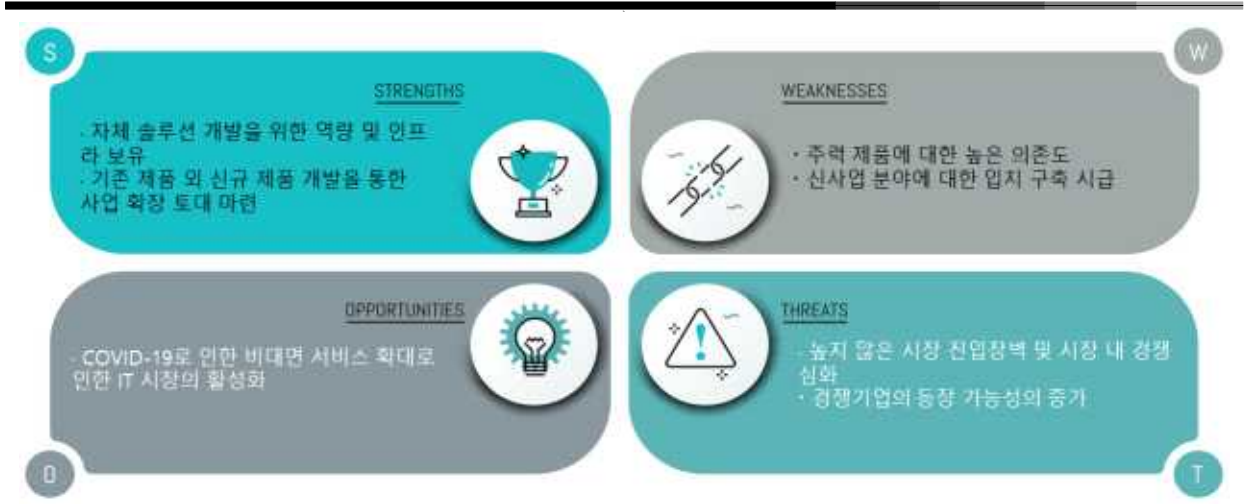 S
STRENGTHS
· 자체 솔루션 개발을 위한 역량 및 인프
라 보유
· 기존 제품 외 신규 제품 개발을 통한
사업 확장 토대 마련
W
WEAKNESSES
· 주력 제품에 대한 높은 의존도
· 신사업 분야에 대한 입지 구축 시급
OPPORTUNITIES
· COVID-19로 인한 비대면 서비스 확대로
인한 IT 시장의 활성화
O
THREATS
· 높지 않은 시장 진입장벽 및 시장 내 경쟁
심화
· 경쟁기업의 등장 가능성의 증가
T